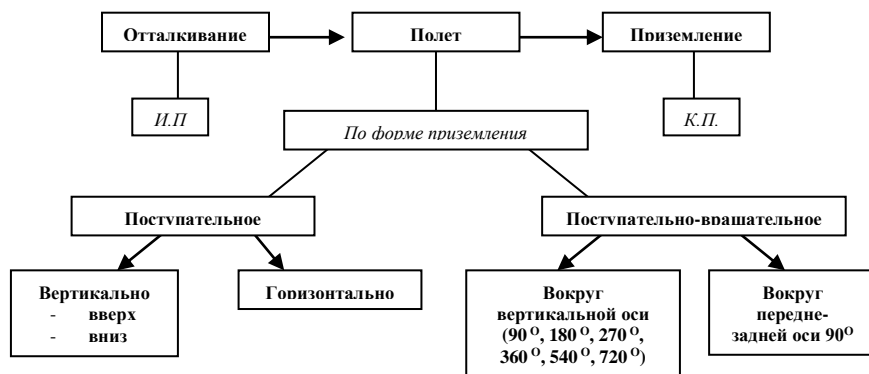 Отталкивание
Полет
Приземление
И.П
К.П.
По форме приземления
Поступательное
Поступательно-вращательное
Вертикально
- вверх
- вниз
Горизонтально
Вокруг
вертикальной оси
(90 О, 180 О, 270 О,
360 О, 540 О, 720 О)
Вокруг
передне-
задней оси 90О